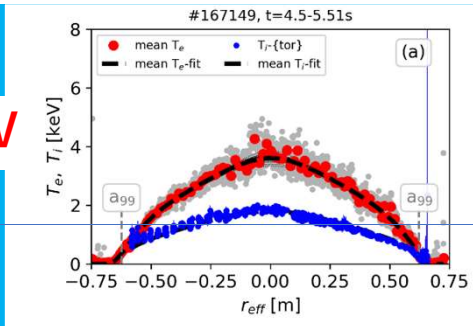 #167149, t=4.5-5.51s
mean Te
Ti-{tor}
mean Te-fit
mean Ti-fit
(a)
Te, Ti [keV]
8
6
4
2
0
a99
a99
-0.75 -0.50 -0.25 0.00 0.25 0.50 0.75
reff [m]